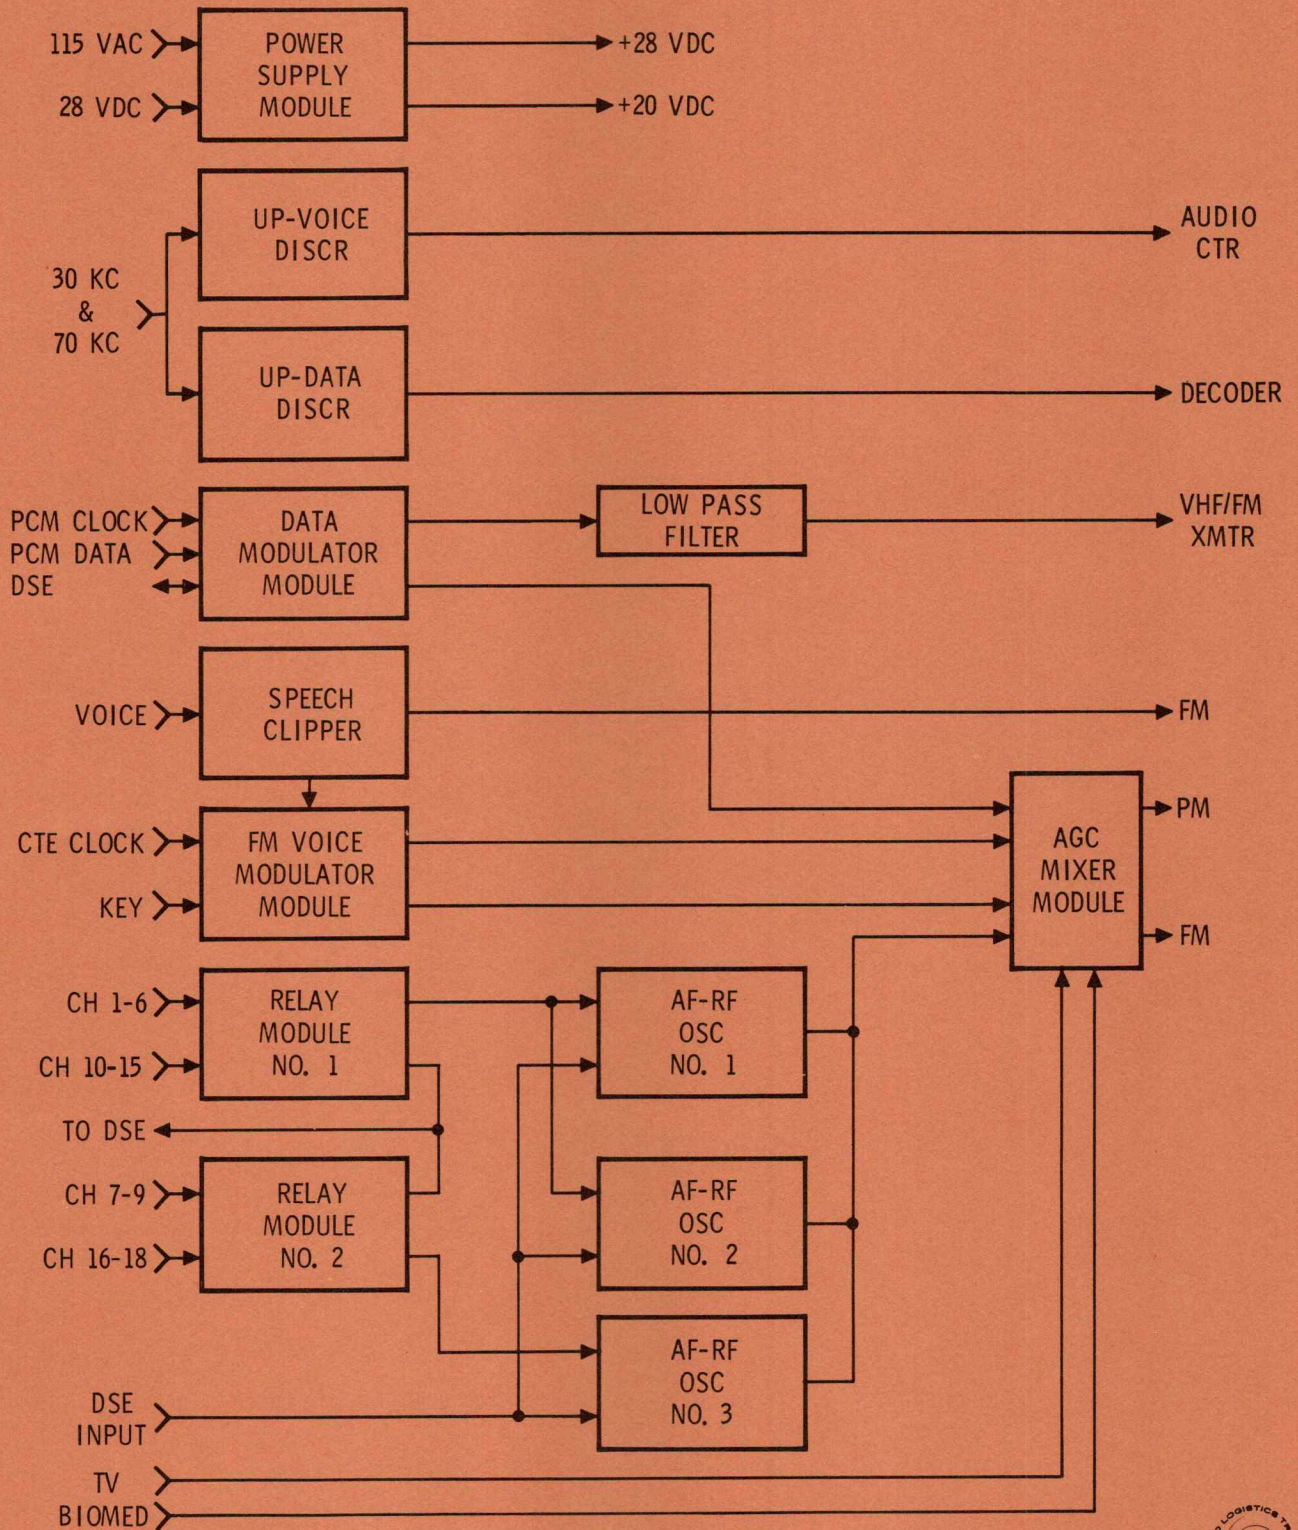 115 VAC
28 VDC
POWER
SUPPLY
MODULE
+28 VDC
+20 VDC
30 KC
&
70 KC
UP-VOICE
DISCR
AUDIO
CTR
UP-DATA
DISCR
DECODER
PCM CLOCK
PCM DATA
DSE
DATA
MODULATOR
MODULE
LOW PASS
FILTER
VHF/FM
XMTR
VOICE
SPEECH
CLIPPER
FM
CTE CLOCK
KEY
FM VOICE
MODULATOR
MODULE
AGC
MIXER
MODULE
PM
FM
CH 1-6
CH 10-15
RELAY
MODULE
NO. 1
AF-RF
OSC
NO. 1
TO DSE
CH 7-9
CH 16-18
RELAY
MODULE
NO. 2
AF-RF
OSC
NO. 2
AF-RF
OSC
NO. 3
DSE
INPUT
TV
BIOMED
LOGISTICS